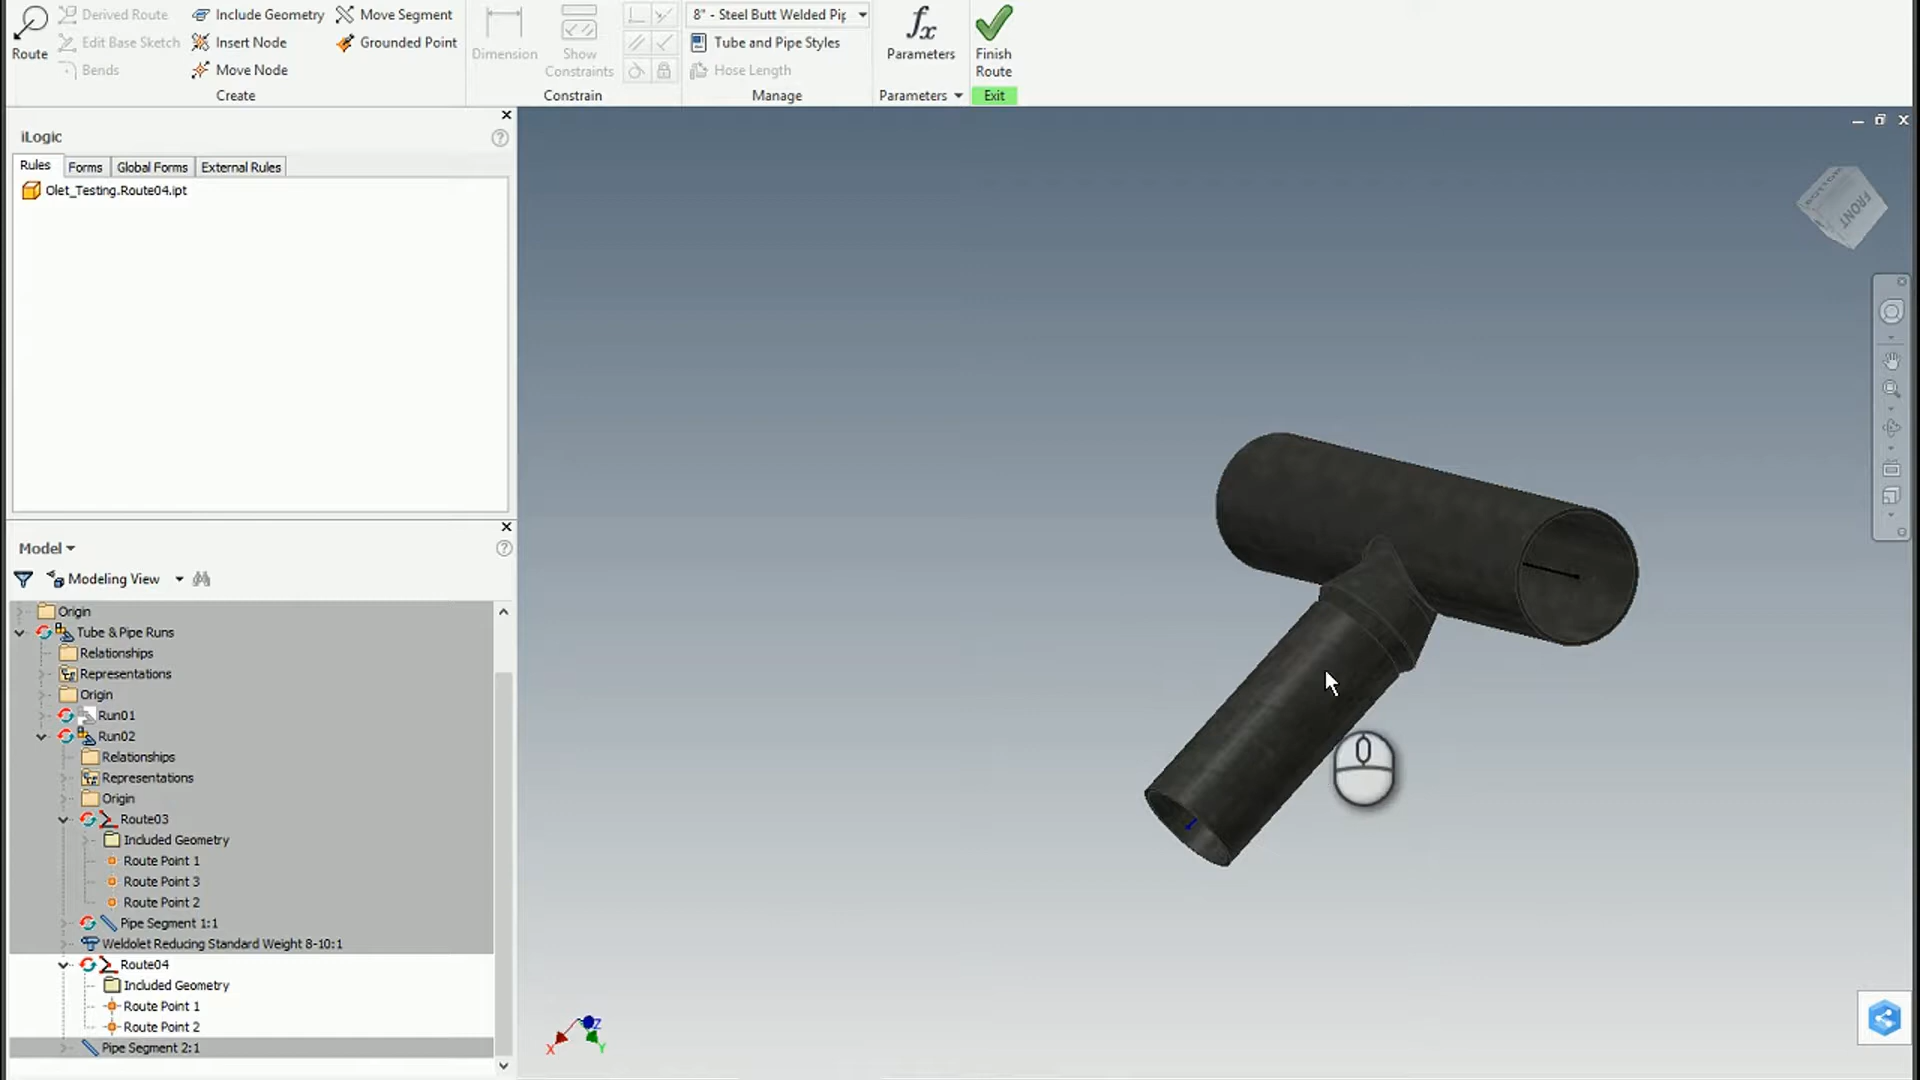 Route
Derived Route
Edit Base Sketch
Bends
Include Geometry
Insert Node
Move Node
Move Segment
Grounded Point
Create
Dimension
Show Constraints
Constrain
8" - Steel Butt Welded Pip
Tube and Pipe Styles
Hose Length
Manage
fx
Parameters
Parameters
Finish Route
Exit
iLogic
Rules
Forms
Global Forms
External Rules
Olet_Testing.Route04.ipt
Model
Modeling View
Origin
Tube & Pipe Runs
Relationships
Representations
Origin
Run01
Run02
Relationships
Representations
Origin
Route03
Included Geometry
Route Point 1
Route Point 3
Route Point 2
Pipe Segment 1:1
Weldolet Reducing Standard Weight 8-10:1
Route04
Included Geometry
Route Point 1
Route Point 2
Pipe Segment 2:1
BOTTOM
FRONT
Z
X
Y